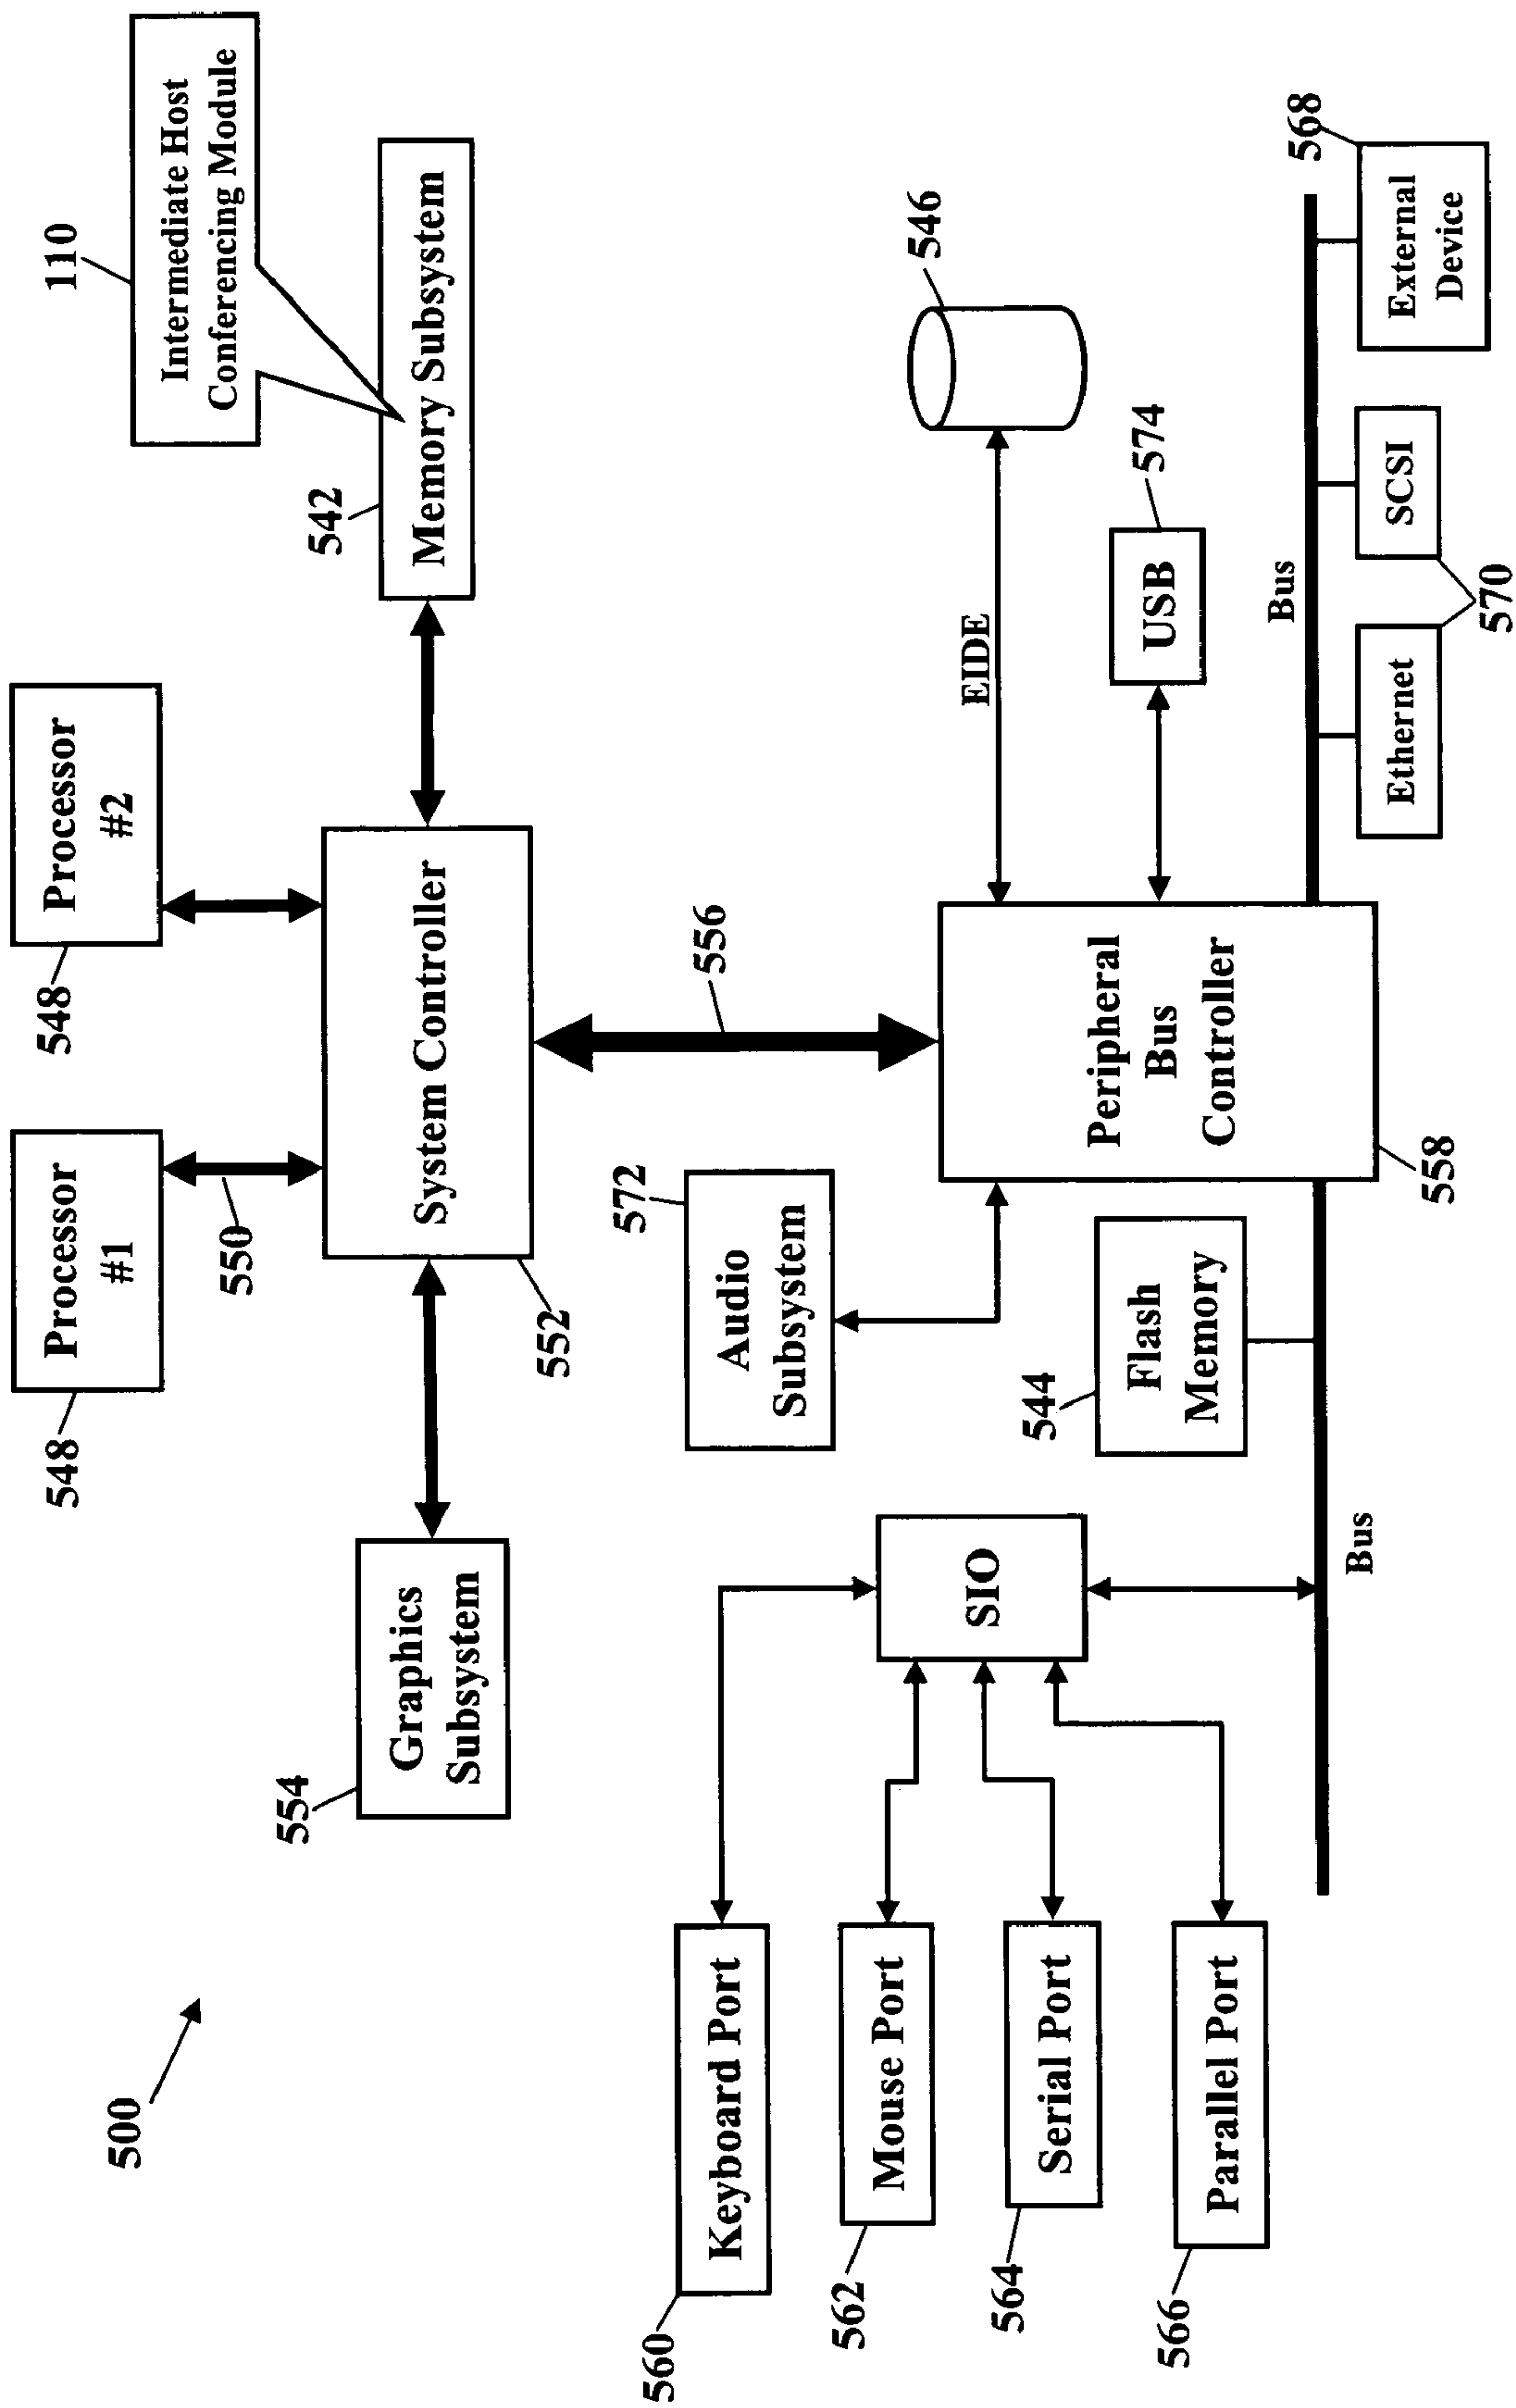 500
548
Processor
#1
548
Processor
#2
110
Intermediate Host
Conferencing Module
550
542
554
Graphics
Subsystem
System Controller
Memory Subsystem
552
560
Keyboard Port
572
Audio
Subsystem
556
546
562
Mouse Port
SIO
EIDE
564
Serial Port
544
Flash
Memory
Peripheral
Bus
Controller
USB
574
566
Parallel Port
Bus
558
Bus
568
Ethernet
SCSI
External
Device
570